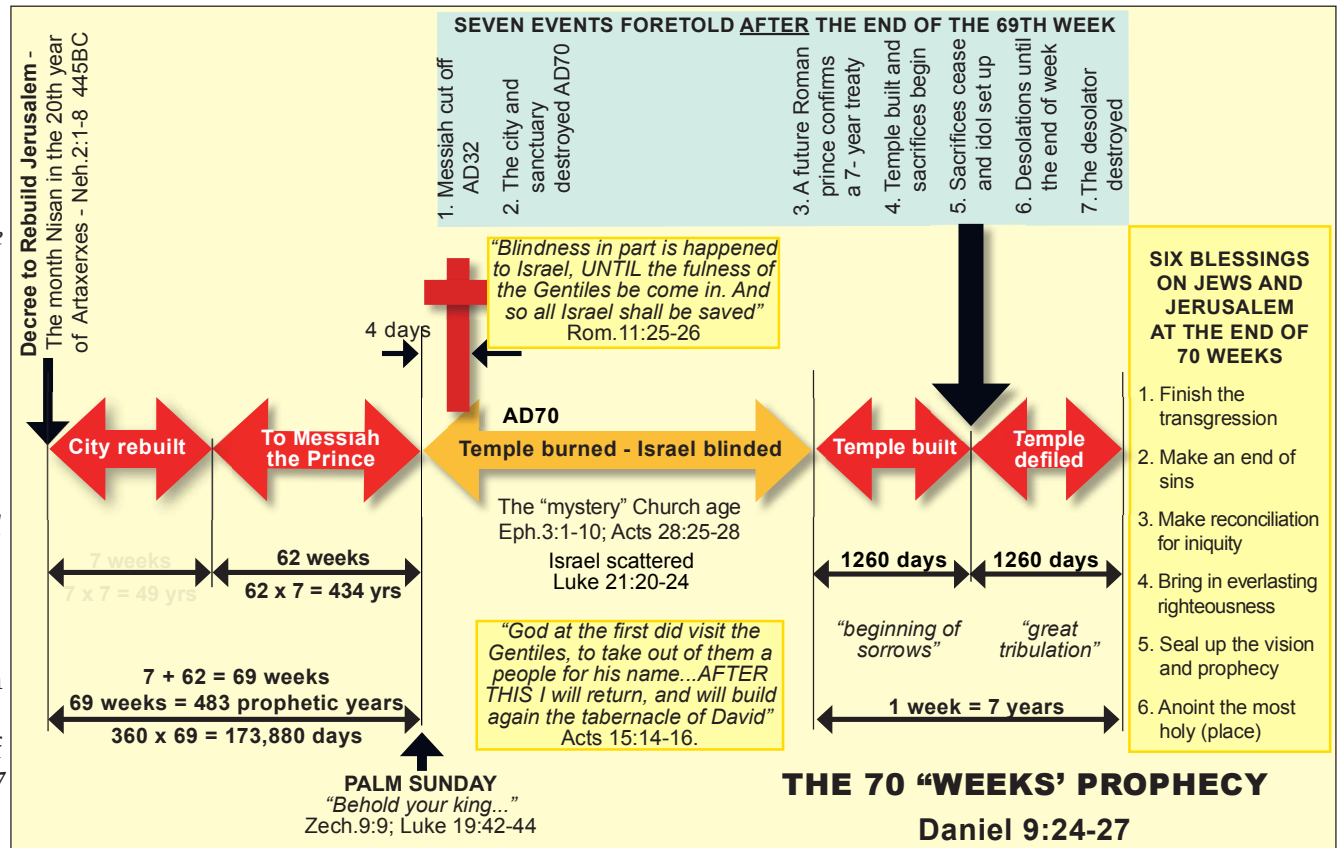 SEVEN EVENTS FORETOLD AFTER THE END OF THE 69TH WEEK
Decree to Rebuild Jerusalem -
The month Nisan in the 20th year
of Artaxerxes - Neh.2:1-8 445BC
1. Messiah cut off
AD32
2. The city and
sanctuary
destroyed AD70
3. A future Roman
prince confirms
a 7- year treaty
4. Temple built and
sacrifices begin
5. Sacrifices cease
and idol set up
6. Desolations until
the end of week
7. The desolator
destroyed
4 days
“Blindness in part is happened
to Israel, UNTIL the fulness of
the Gentiles be come in. And
so all Israel shall be saved”
Rom.11:25-26
City rebuilt
To Messiah
the Prince
AD70
Temple burned - Israel blinded
Temple built
Temple
defiled
The “mystery” Church age
Eph.3:1-10; Acts 28:25-28
Israel scattered
Luke 21:20-24
7 weeks
7 x 7 = 49 yrs
62 weeks
62 x 7 = 434 yrs
1260 days
1260 days
“beginning of
sorrows”
“great
tribulation”
7 + 62 = 69 weeks
69 weeks = 483 prophetic years
360 x 69 = 173,880 days
“God at the first did visit the
Gentiles, to take out of them a
people for his name...AFTER
THIS I will return, and will build
again the tabernacle of David”
Acts 15:14-16.
1 week = 7 years
PALM SUNDAY
“Behold your king...”
Zech.9:9; Luke 19:42-44
SIX BLESSINGS
ON JEWS AND
JERUSALEM
AT THE END OF
70 WEEKS
1. Finish the
transgression
2. Make an end of
sins
3. Make reconciliation
for iniquity
4. Bring in everlasting
righteousness
5. Seal up the vision
and prophecy
6. Anoint the most
holy (place)
THE 70 “WEEKS’ PROPHECY
Daniel 9:24-27